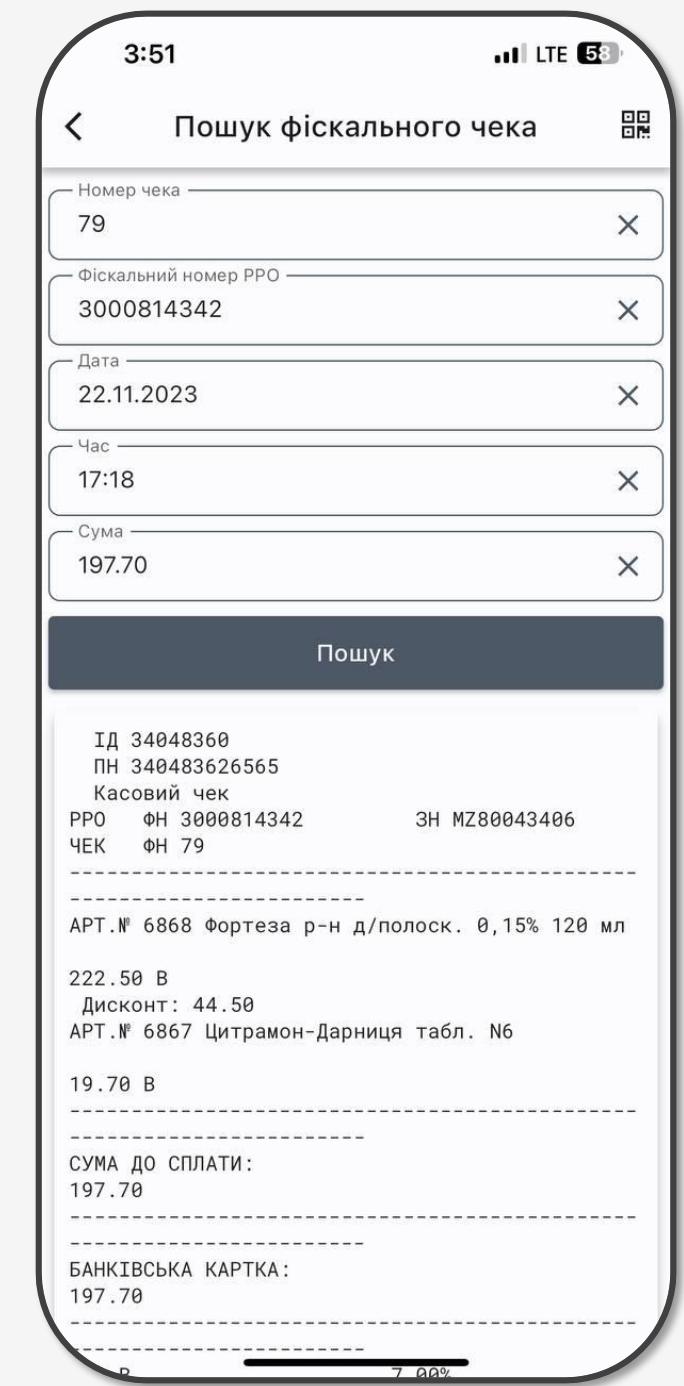 3:51 LTE 58
Пошук фіскального чека
Номер чека
79
Фіскальний номер РРО
3000814342
Дата
22.11.2023
Час
17:18
Сума
197.70
Пошук
ІД 34048360
ПН 340483626565
Касовий чек
РРО ФН 3000814342 ЗН MZ80043406
ЧЕК ФН 79
----------------------------------------------
------------------------
АРТ.№ 6868 Фортеза р-н д/полоск. 0,15% 120 мл
222.50 В
Дисконт: 44.50
АРТ.№ 6867 Цитрамон-Дарниця табл. N6
19.70 В
----------------------------------------------
------------------------
СУМА ДО СПЛАТИ:
197.70
----------------------------------------------
------------------------
БАНКІВСЬКА КАРТКА:
197.70
----------------------------------------------
------------------------
В 7.00%